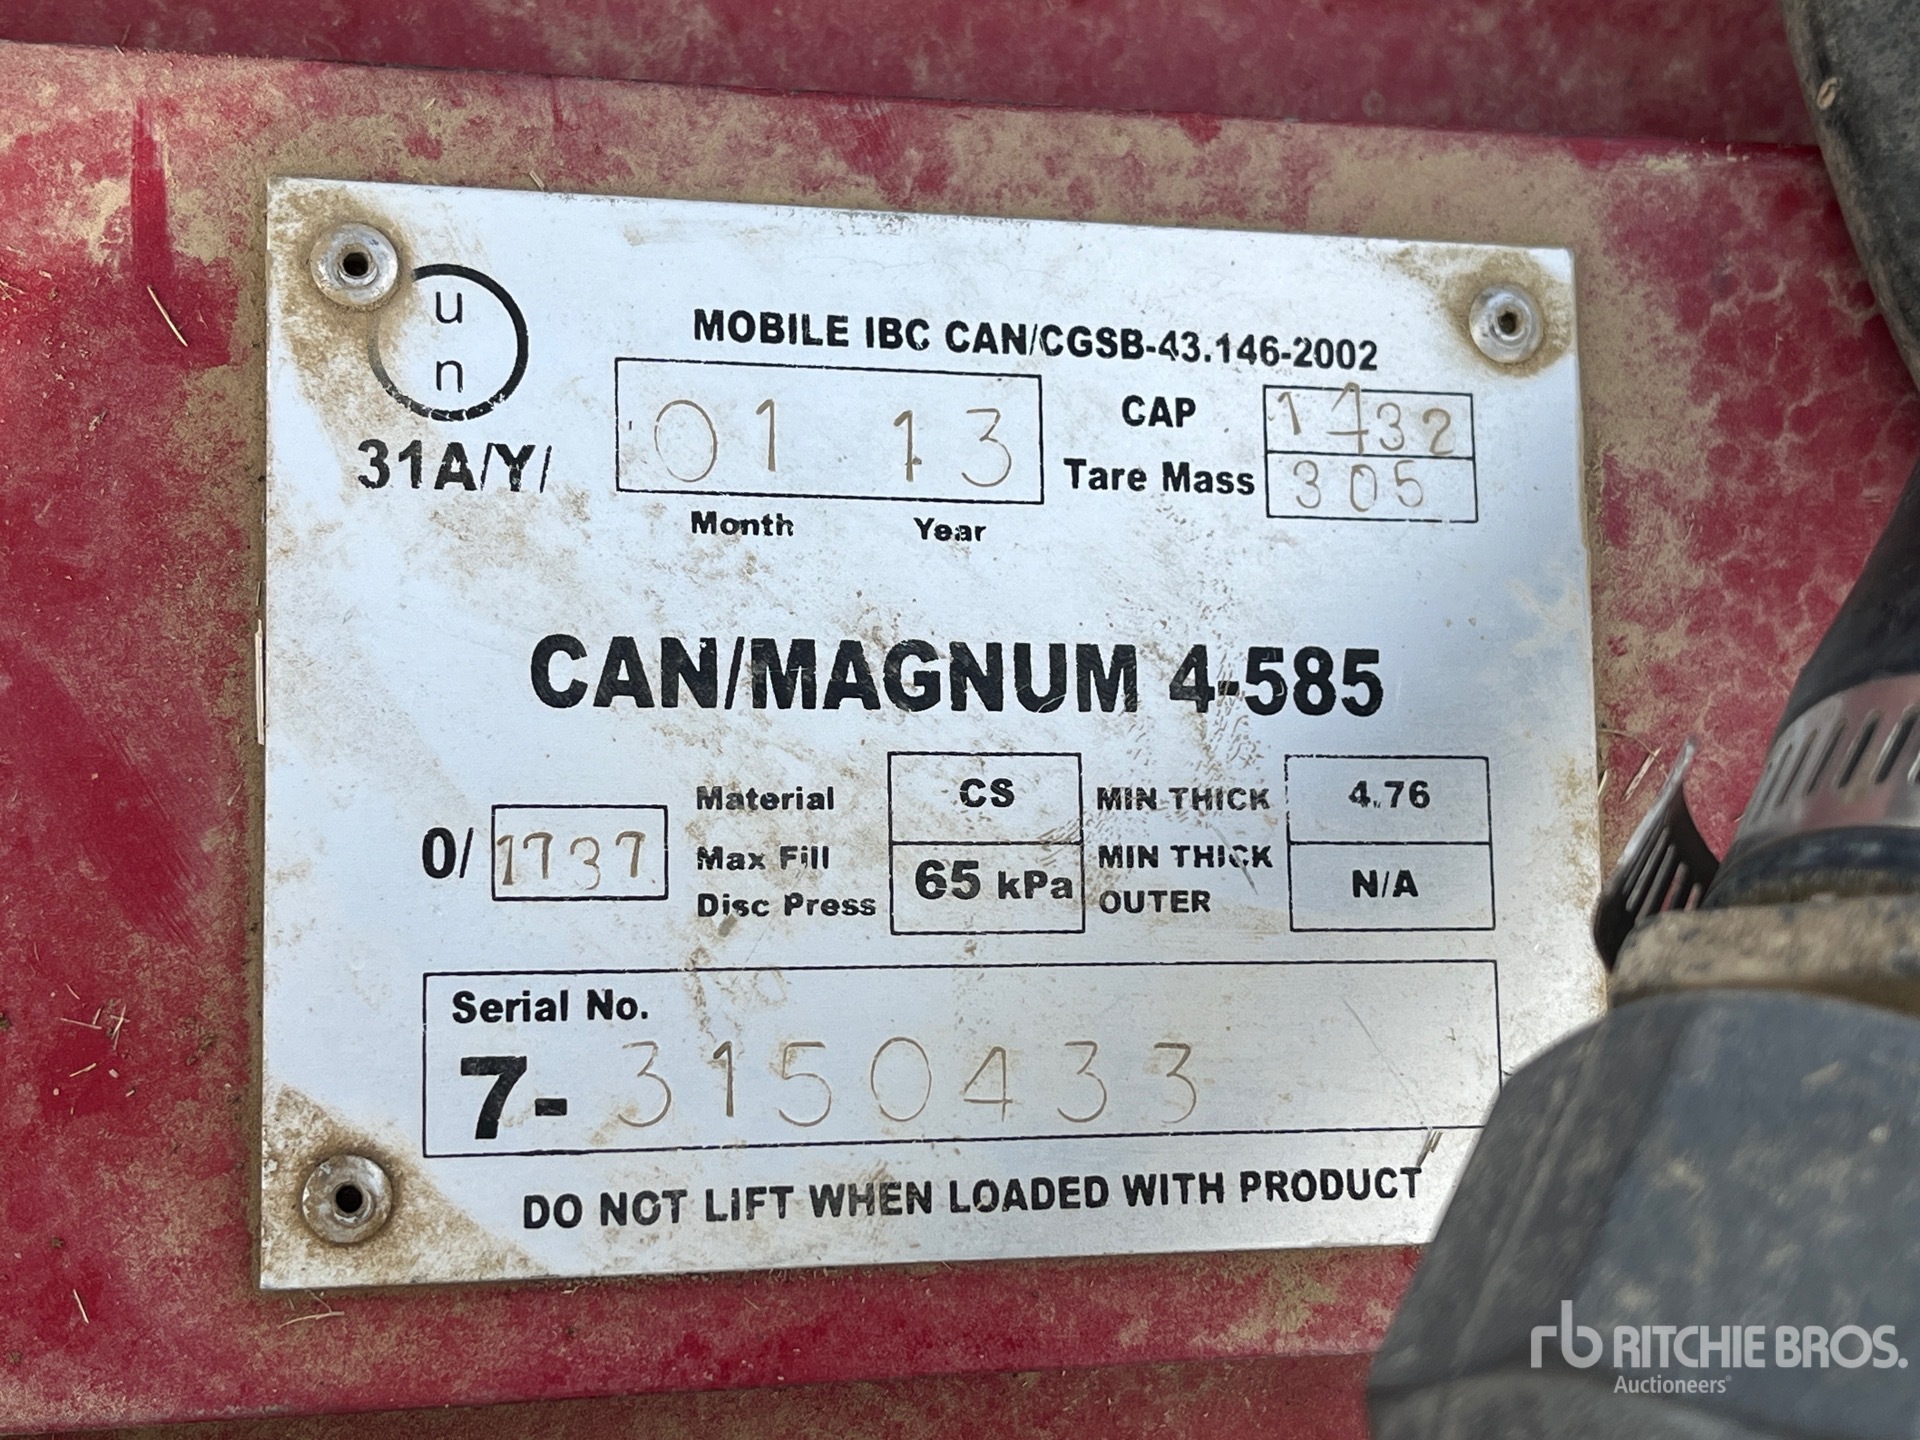 un
MOBILE IBC CAN/CGSB-43.146-2002
31A/Y/ 01 13
Month Year
CAP
Tare Mass 305
CAN/MAGNUM 4-585
0/ 1737
Material CS
Max Fill
Disc Press 65 kPa
MIN THICK 4.76
MIN THICK
OUTER N/A
Serial No.
7- 3150433
DO NOT LIFT WHEN LOADED WITH PRODUCT
rb RITCHIE BROS.
Auctioneers